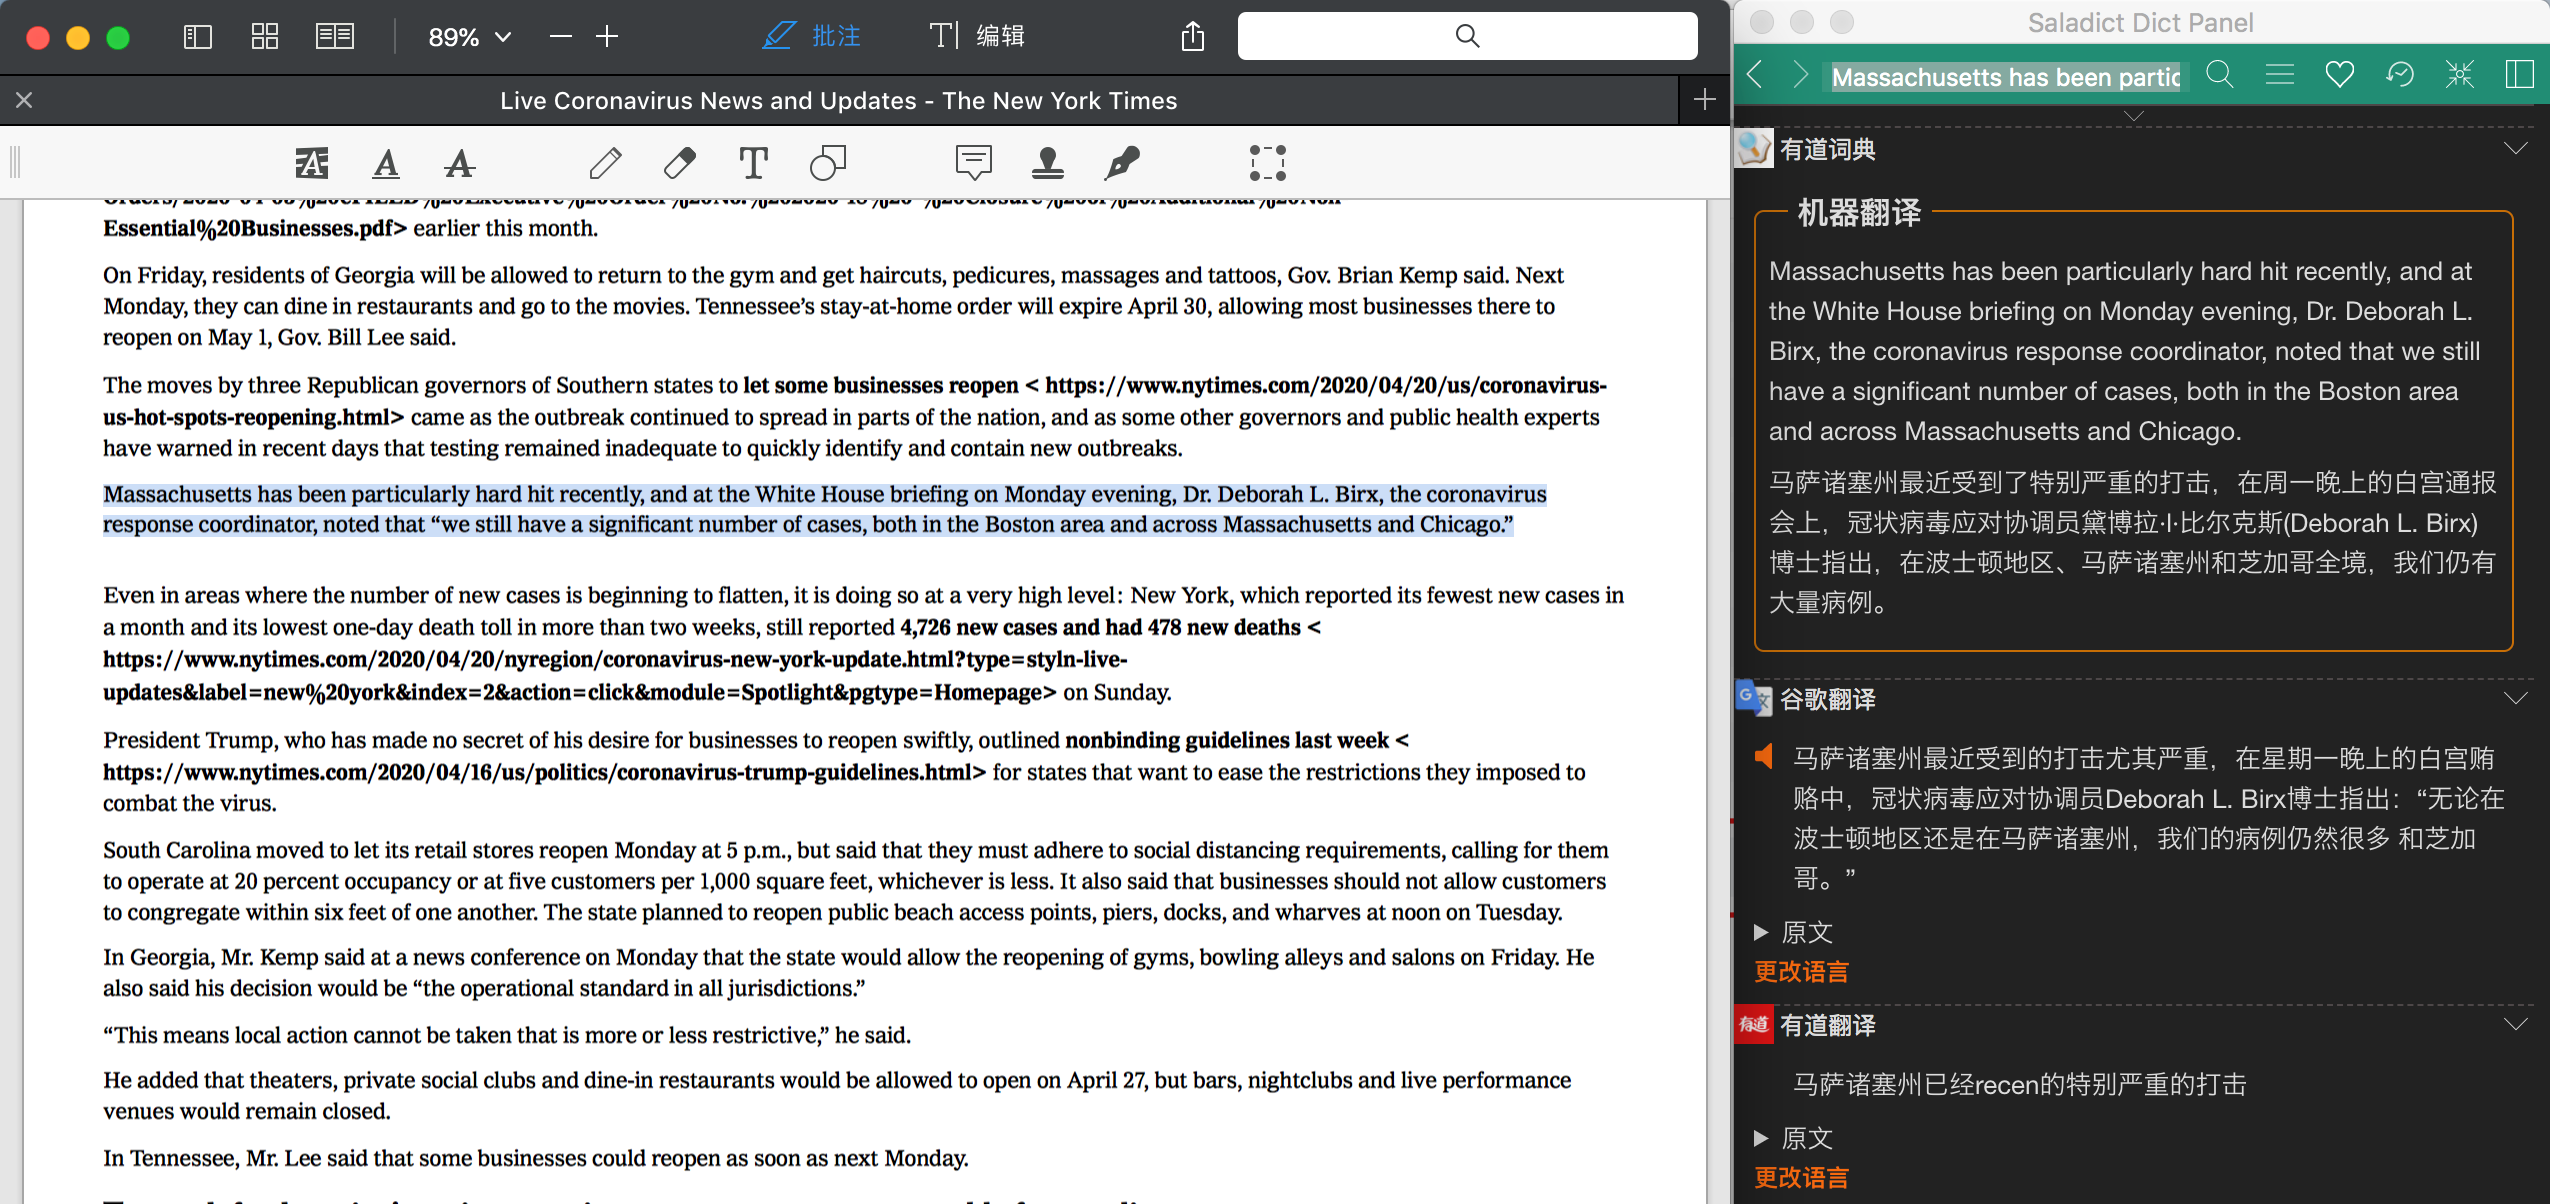 89%
批注
编辑
Live Coronavirus News and Updates - The New York Times
Essential%20Businesses.pdf> earlier this month.
On Friday, residents of Georgia will be allowed to return to the gym and get haircuts, pedicures, massages and tattoos, Gov. Brian Kemp said. Next
Monday, they can dine in restaurants and go to the movies. Tennessee’s stay-at-home order will expire April 30, allowing most businesses there to
reopen on May 1, Gov. Bill Lee said.
The moves by three Republican governors of Southern states to let some businesses reopen < https://www.nytimes.com/2020/04/20/us/coronavirus-
us-hot-spots-reopening.html> came as the outbreak continued to spread in parts of the nation, and as some other governors and public health experts
have warned in recent days that testing remained inadequate to quickly identify and contain new outbreaks.
Massachusetts has been particularly hard hit recently, and at the White House briefing on Monday evening, Dr. Deborah L. Birx, the coronavirus
response coordinator, noted that “we still have a significant number of cases, both in the Boston area and across Massachusetts and Chicago.”
Even in areas where the number of new cases is beginning to flatten, it is doing so at a very high level: New York, which reported its fewest new cases in
a month and its lowest one-day death toll in more than two weeks, still reported 4,726 new cases and had 478 new deaths <
https://www.nytimes.com/2020/04/20/nyregion/coronavirus-new-york-update.html?type=styln-live-
updates&label=new%20york&index=2&action=click&module=Spotlight&pgtype=Homepage> on Sunday.
President Trump, who has made no secret of his desire for businesses to reopen swiftly, outlined nonbinding guidelines last week <
https://www.nytimes.com/2020/04/16/us/politics/coronavirus-trump-guidelines.html> for states that want to ease the restrictions they imposed to
combat the virus.
South Carolina moved to let its retail stores reopen Monday at 5 p.m., but said that they must adhere to social distancing requirements, calling for them
to operate at 20 percent occupancy or at five customers per 1,000 square feet, whichever is less. It also said that businesses should not allow customers
to congregate within six feet of one another. The state planned to reopen public beach access points, piers, docks, and wharves at noon on Tuesday.
In Georgia, Mr. Kemp said at a news conference on Monday that the state would allow the reopening of gyms, bowling alleys and salons on Friday. He
also said his decision would be “the operational standard in all jurisdictions.”
“This means local action cannot be taken that is more or less restrictive,” he said.
He added that theaters, private social clubs and dine-in restaurants would be allowed to open on April 27, but bars, nightclubs and live performance
venues would remain closed.
In Tennessee, Mr. Lee said that some businesses could reopen as soon as next Monday.
Saladict Dict Panel
Massachusetts has been partic
有道词典
机器翻译
Massachusetts has been particularly hard hit recently, and at
the White House briefing on Monday evening, Dr. Deborah L.
Birx, the coronavirus response coordinator, noted that we still
have a significant number of cases, both in the Boston area
and across Massachusetts and Chicago.
马萨诸塞州最近受到了特别严重的打击，在周一晚上的白宫通报
会上，冠状病毒应对协调员黛博拉·l·比尔克斯(Deborah L. Birx)
博士指出，在波士顿地区、马萨诸塞州和芝加哥全境，我们仍有
大量病例。
谷歌翻译
马萨诸塞州最近受到的打击尤其严重，在星期一晚上的白宫贿
赂中，冠状病毒应对协调员Deborah L. Birx博士指出：“无论在
波士顿地区还是在马萨诸塞州，我们的病例仍然很多 和芝加
哥。”
▶ 原文
更改语言
有道 有道翻译
马萨诸塞州已经recen的特别严重的打击
▶ 原文
更改语言